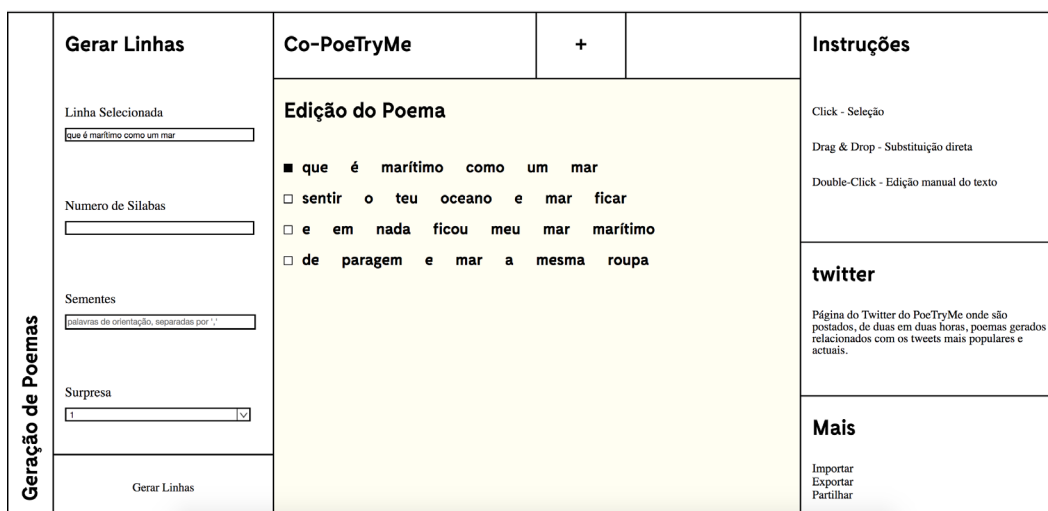 Geração de Poemas
Gerar Linhas
Linha Selecionada
que é marítimo como um mar
Numero de Silabas
Sementes
palavras de orientação, separadas por ','
Surpresa
1
Gerar Linhas
Co-PoeTryMe
+
Edição do Poema
que é marítimo como um mar
sentir o teu oceano e mar ficar
e em nada ficou meu mar marítimo
de paragem e mar a mesma roupa
Instruções
Click - Seleção
Drag & Drop - Substituição direta
Double-Click - Edição manual do texto
twitter
Página do Twitter do PoeTryMe onde são
postados, de duas em duas horas, poemas gerados
relacionados com os tweets mais populares e
actuais.
Mais
Importar
Exportar
Partilhar